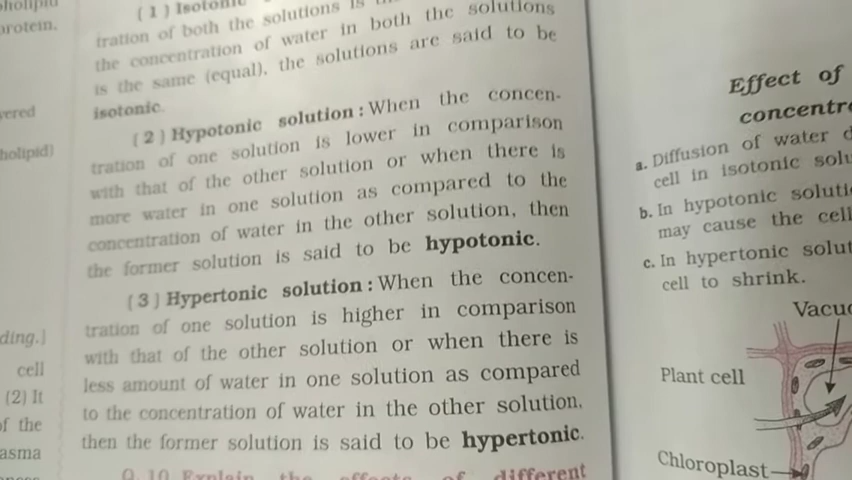 protein.
vered
ding.]
cell
(2) It
of the
asma
(1) Isotonic
tration of both the solutions is
the concentration of water in both the solutions
is the same (equal), the solutions are said to be
isotonic.
(2) Hypotonic solution : When the concen-
tration of one solution is lower in comparison
with that of the other solution or when there is
more water in one solution as compared to the
concentration of water in the other solution, then
the former solution is said to be hypotonic.
(3) Hypertonic solution : When the concen-
tration of one solution is higher in comparison
with that of the other solution or when there is
less amount of water in one solution as compared
to the concentration of water in the other solution,
then the former solution is said to be hypertonic.
Q. 10 Explain the effects of different
Effect of
concentr
a. Diffusion of water
cell in isotonic solu
b. In hypotonic soluti
may cause the cell
c. In hypertonic solut
cell to shrink.
Vacuo
Plant cell
Chloroplast